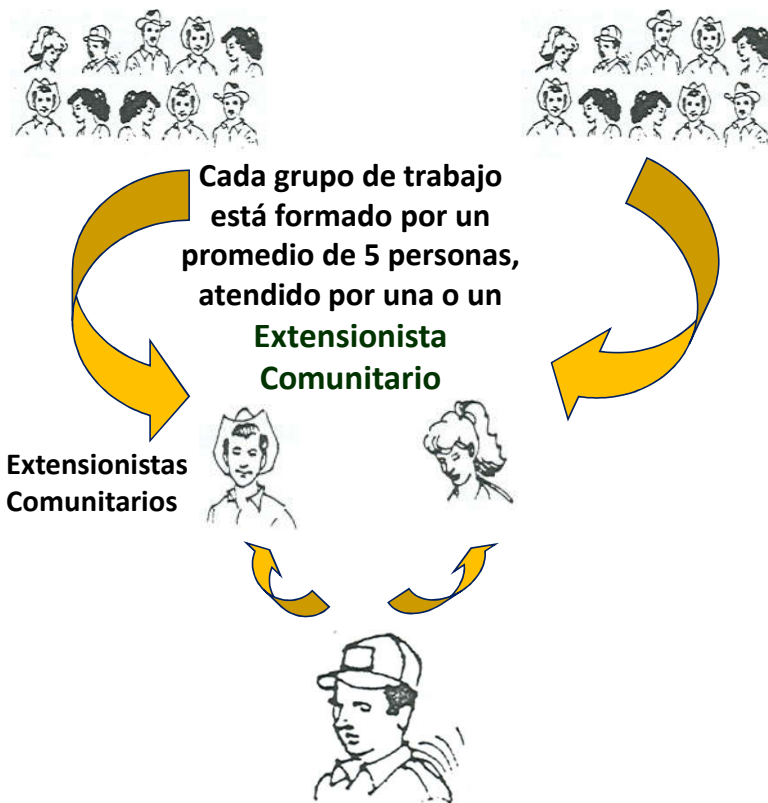 Cada grupo de trabajo
está formado por un
promedio de 5 personas,
atendido por una o un
Extensionista
Comunitario
Extensionistas
Comunitarios